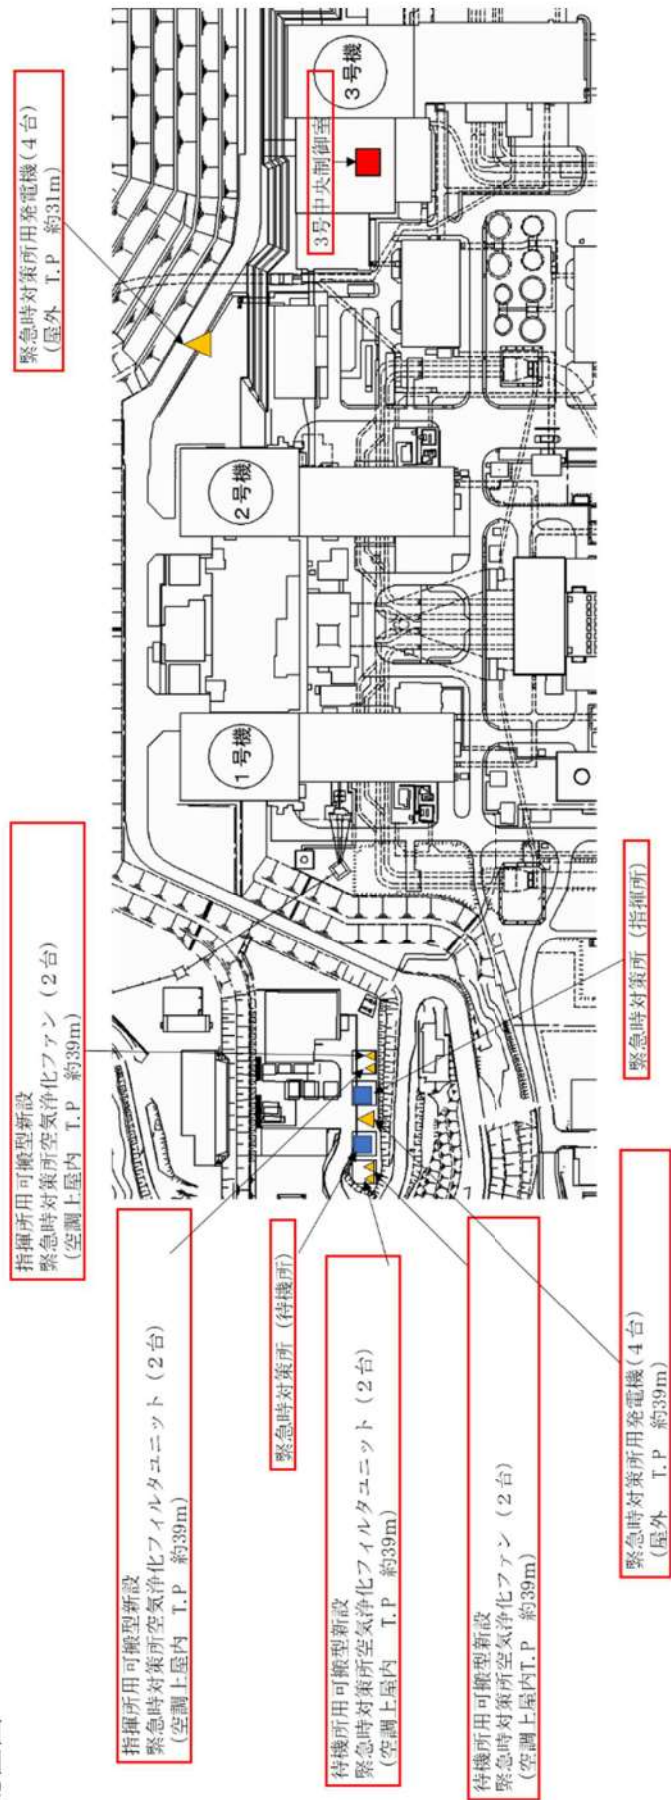 指揮所用可搬型新設
緊急時対策所空気浄化ファン（2台）
(空調上屋内　T.P　約39m)
緊急時対策所用発電機(4台)
(屋外　T.P　約31m)
指揮所用可搬型新設
緊急時対策所空気浄化フィルタユニット（2台）
(空調上屋内　T.P　約39m)
緊急時対策所（待機所）
3号中央制御室
1号機
2号機
3号機
待機所用可搬型新設
緊急時対策所空気浄化フィルタユニット（2台）
(空調上屋内　T.P　約39m)
待機所用可搬型新設
緊急時対策所空気浄化ファン（2台）
(空調上屋内T.P　約39m)
緊急時対策所用発電機(4台)
(屋外　T.P　約39m)
緊急時対策所（指揮所）